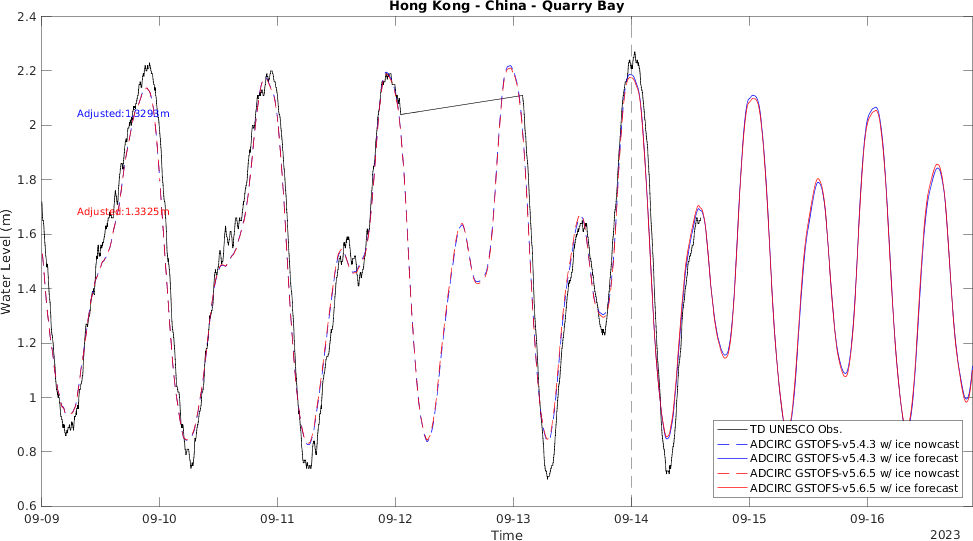 Hong Kong - China - Quarry Bay
2.4
2.2
2
1.8
1.6
1.4
1.2
1
0.8
0.6
Water Level (m)
Adjusted:1.3293m
Adjusted:1.3325m
TD UNESCO Obs.
ADCIRC GSTOFS-v5.4.3 w/ ice nowcast
ADCIRC GSTOFS-v5.4.3 w/ ice forecast
ADCIRC GSTOFS-v5.6.5 w/ ice nowcast
ADCIRC GSTOFS-v5.6.5 w/ ice forecast
09-09 09-10 09-11 09-12 09-13 09-14 09-15 09-16
Time
2023